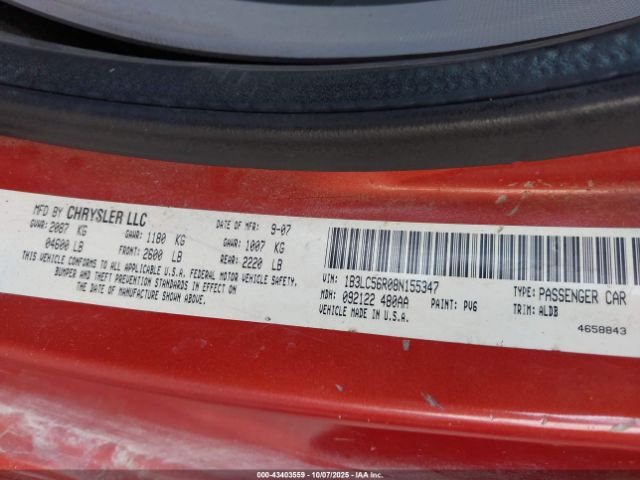 MFD BY CHRYSLER LLC DATE OF MFR: 9-07
GVWR: 2087 KG GAWR: 1180 KG GAWR: 1007 KG
04600 LB FRONT: 2600 LB REAR: 2220 LB
THIS VEHICLE CONFORMS TO ALL APPLICABLE U.S.A. FEDERAL MOTOR VEHICLE SAFETY,
BUMPER AND THEFT PREVENTION STANDARDS IN EFFECT ON
THE DATE OF MANUFACTURE SHOWN ABOVE.
VIN: 1B3LC56R08N155347 TYPE: PASSENGER CAR
MDH: 092122 480AA PAINT: PV6 TRIM: ALDB
VEHICLE MADE IN U.S.A.
4658843
000-43403559 | 10/07/2025 | IAAI.com